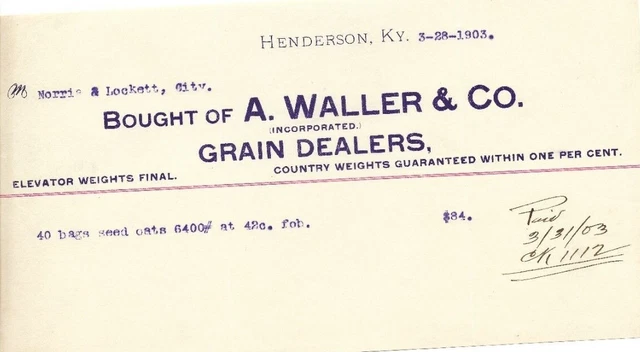 HENDERSON, KY. 3-28-1903.
M Norris & Lockett, City.
BOUGHT OF A. WALLER & CO.
(INCORPORATED.)
GRAIN DEALERS,
ELEVATOR WEIGHTS FINAL. COUNTRY WEIGHTS GUARANTEED WITHIN ONE PER CENT.
40 bags seed oats 6400# at 42c. fob. $84.
Paid
3/31/03
CK 1112